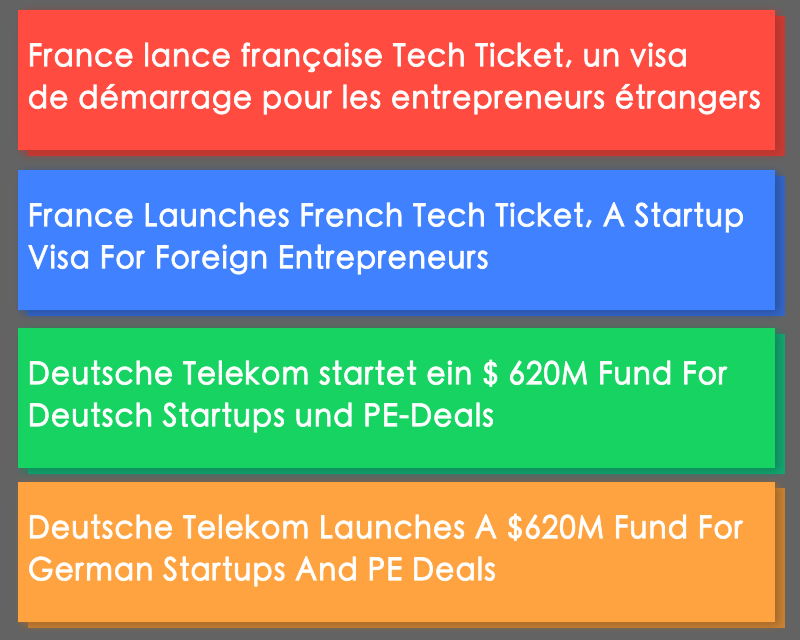 France lance française Tech Ticket, un visa
de démarrage pour les entrepreneurs étrangers
France Launches French Tech Ticket, A Startup
Visa For Foreign Entrepreneurs
Deutsche Telekom startet ein $ 620M Fund For
Deutsch Startups und PE-Deals
Deutsche Telekom Launches A $620M Fund For
German Startups And PE Deals